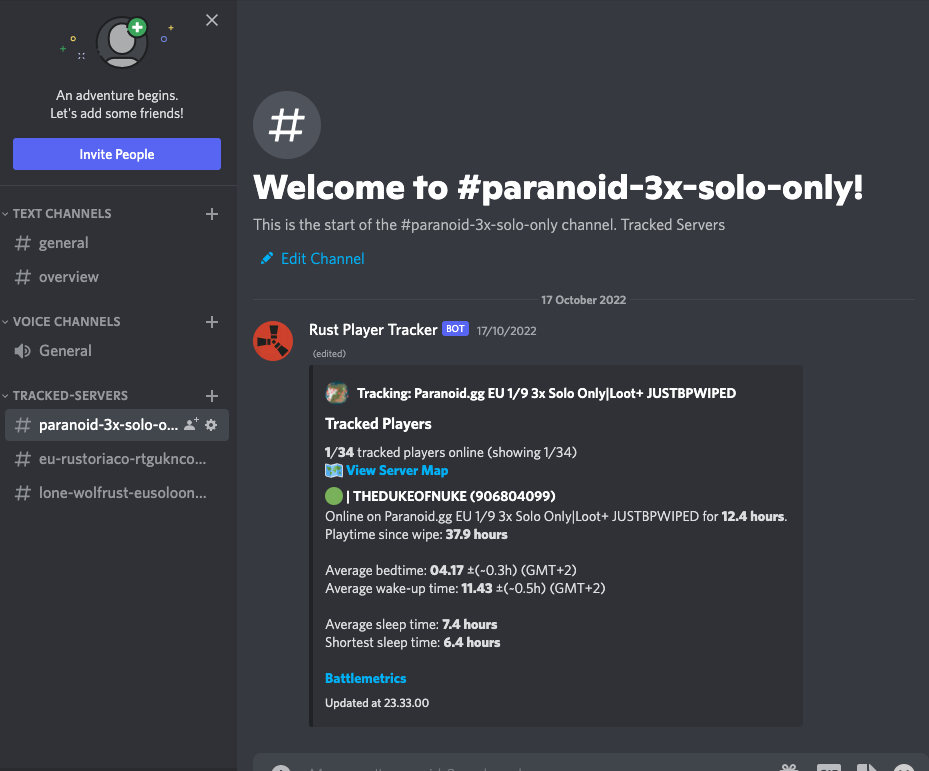 An adventure begins.
Let's add some friends!
Invite People
TEXT CHANNELS
# general
# overview
VOICE CHANNELS
General
TRACKED-SERVERS
# paranoid-3x-solo-o...
# eu-rustoriaco-rtguknco...
# lone-wolfrust-eusoloon...
#
Welcome to #paranoid-3x-solo-only!
This is the start of the #paranoid-3x-solo-only channel. Tracked Servers
Edit Channel
17 October 2022
Rust Player Tracker BOT 17/10/2022
(edited)
Tracking: Paranoid.gg EU 1/9 3x Solo Only|Loot+ JUSTBPWIPED
Tracked Players
1/34 tracked players online (showing 1/34)
View Server Map
| THEDUKEOFNUKE (906804099)
Online on Paranoid.gg EU 1/9 3x Solo Only|Loot+ JUSTBPWIPED for 12.4 hours.
Playtime since wipe: 37.9 hours
Average bedtime: 04.17 ±(~0.3h) (GMT+2)
Average wake-up time: 11.43 ±(~0.5h) (GMT+2)
Average sleep time: 7.4 hours
Shortest sleep time: 6.4 hours
Battlemetrics
Updated at 23.33.00